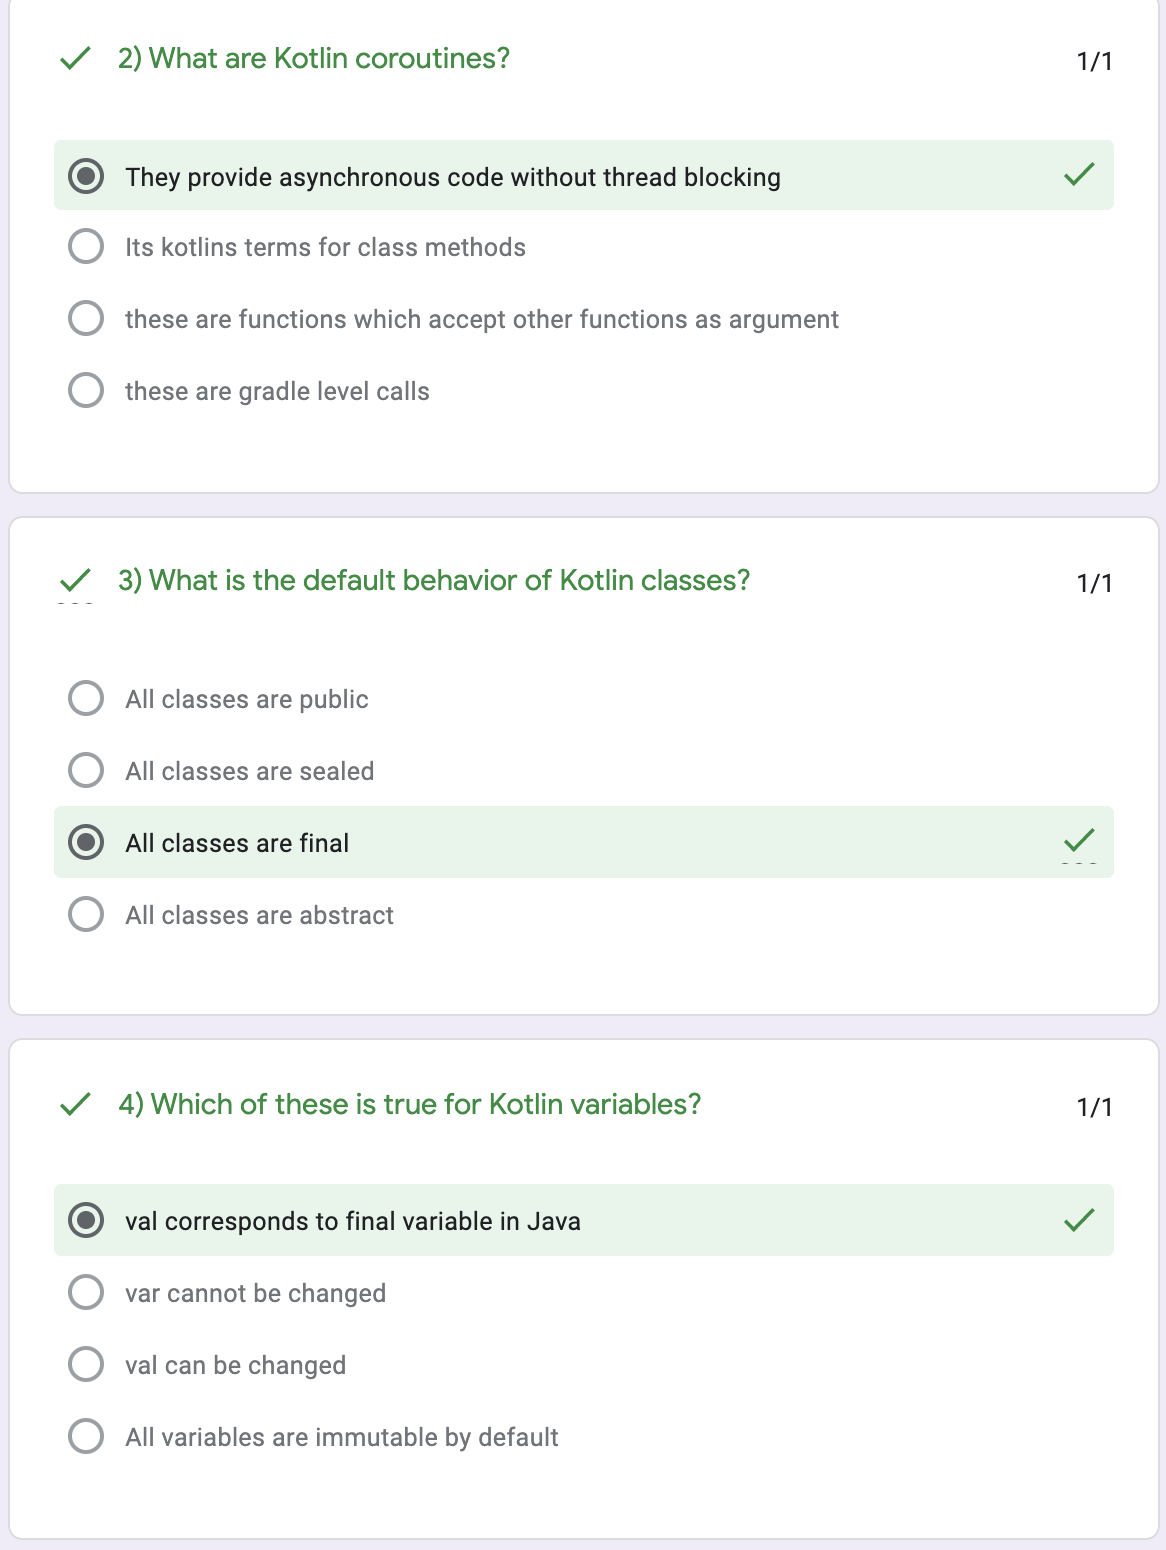 2) What are Kotlin coroutines?
1/1
They provide asynchronous code without thread blocking
Its kotlins terms for class methods
these are functions which accept other functions as argument
these are gradle level calls
3) What is the default behavior of Kotlin classes?
1/1
All classes are public
All classes are sealed
All classes are final
All classes are abstract
4) Which of these is true for Kotlin variables?
1/1
val corresponds to final variable in Java
var cannot be changed
val can be changed
All variables are immutable by default